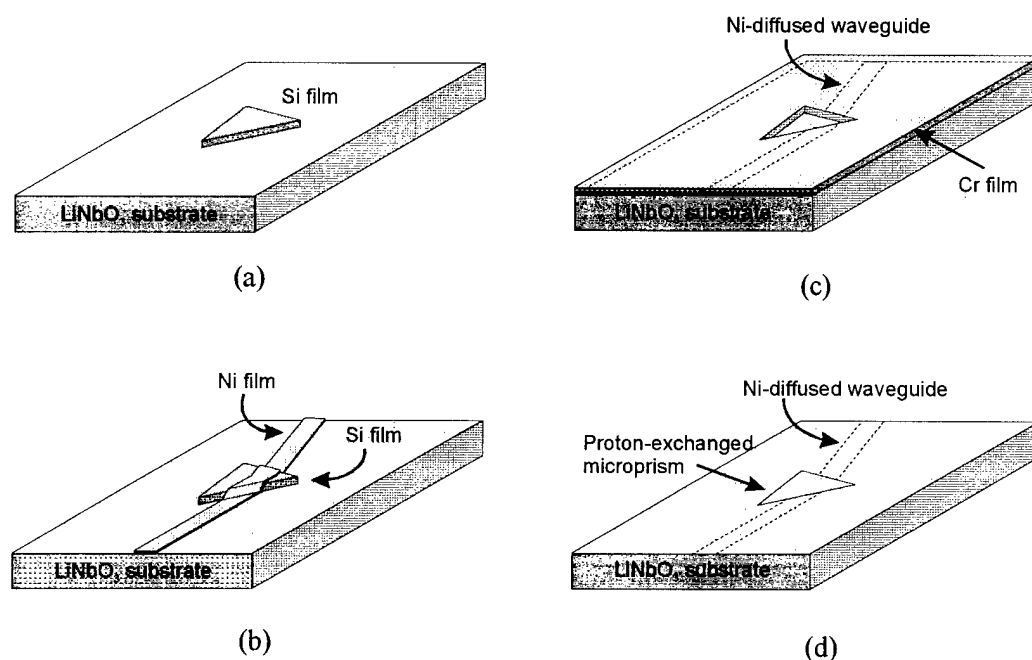 Si film
LiNbO₃ substrate
(a)
Ni film
Si film
LiNbO₃ substrate
(b)
Ni-diffused waveguide
Cr film
LiNbO₃ substrate
(c)
Ni-diffused waveguide
Proton-exchanged
microprism
LiNbO₃ substrate
(d)